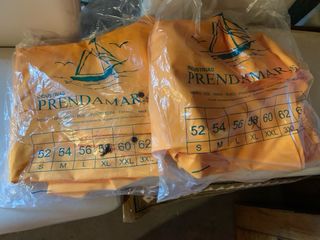 INDUSTRIAS
PRENDAMAR
52 54 56 58 60 62
S M L XL XXL 3XL
INDUSTRIAS
PRENDAMAR
52 54 56 58 60 62
S M L XL XXL 3XL